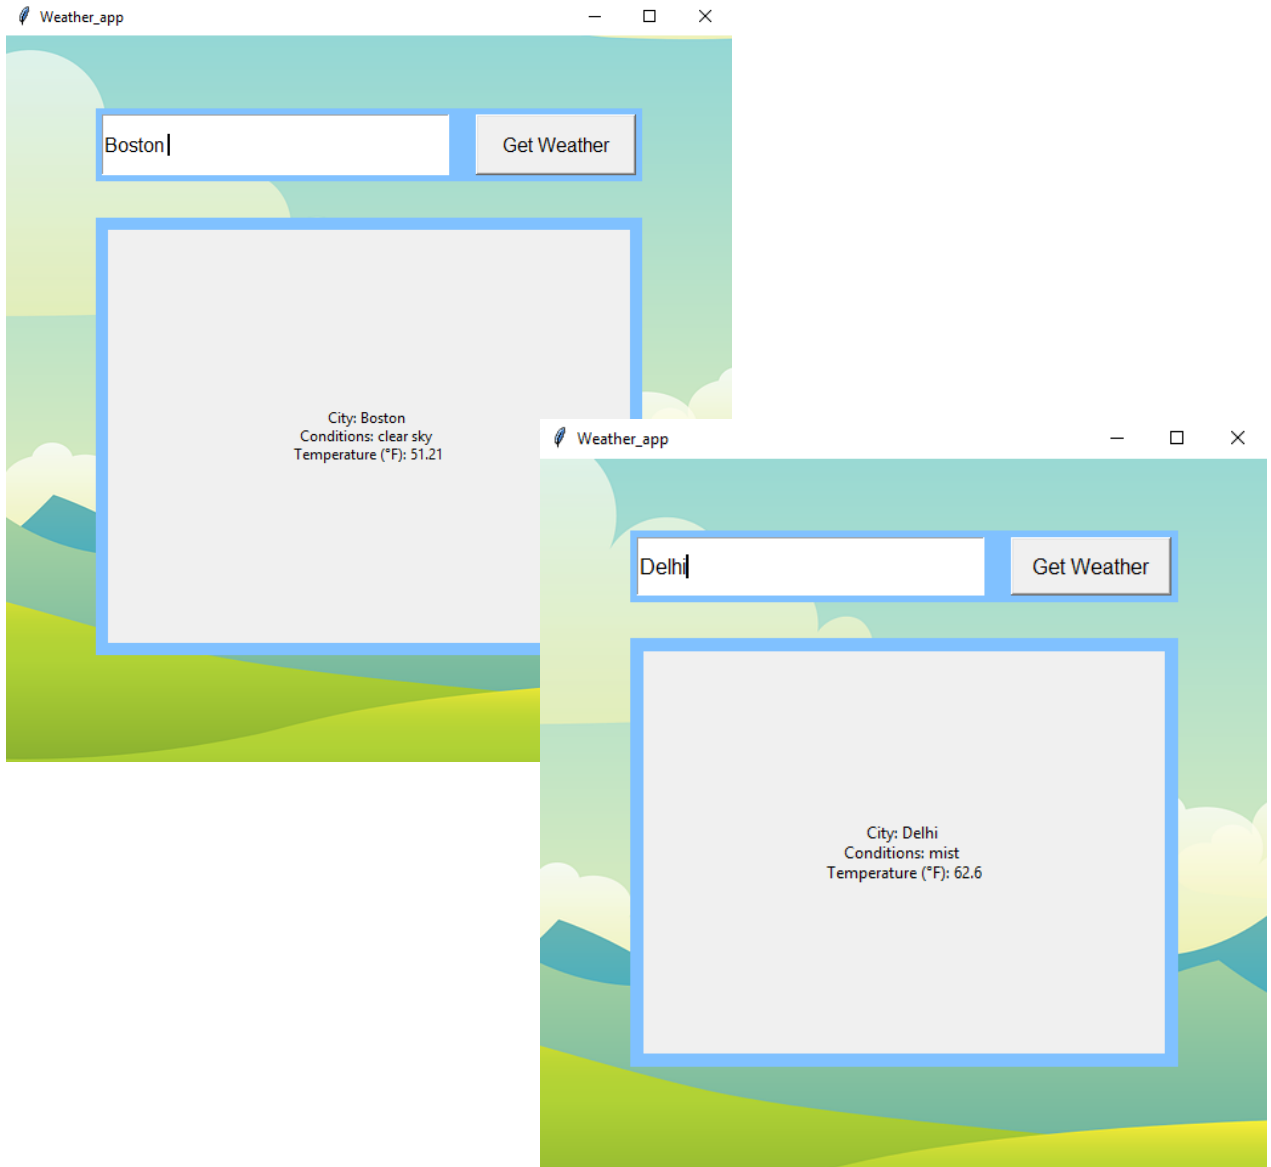 Weather_app
Boston
Get Weather
City: Boston
Conditions: clear sky
Temperature (°F): 51.21
Weather_app
Delhi
Get Weather
City: Delhi
Conditions: mist
Temperature (°F): 62.6